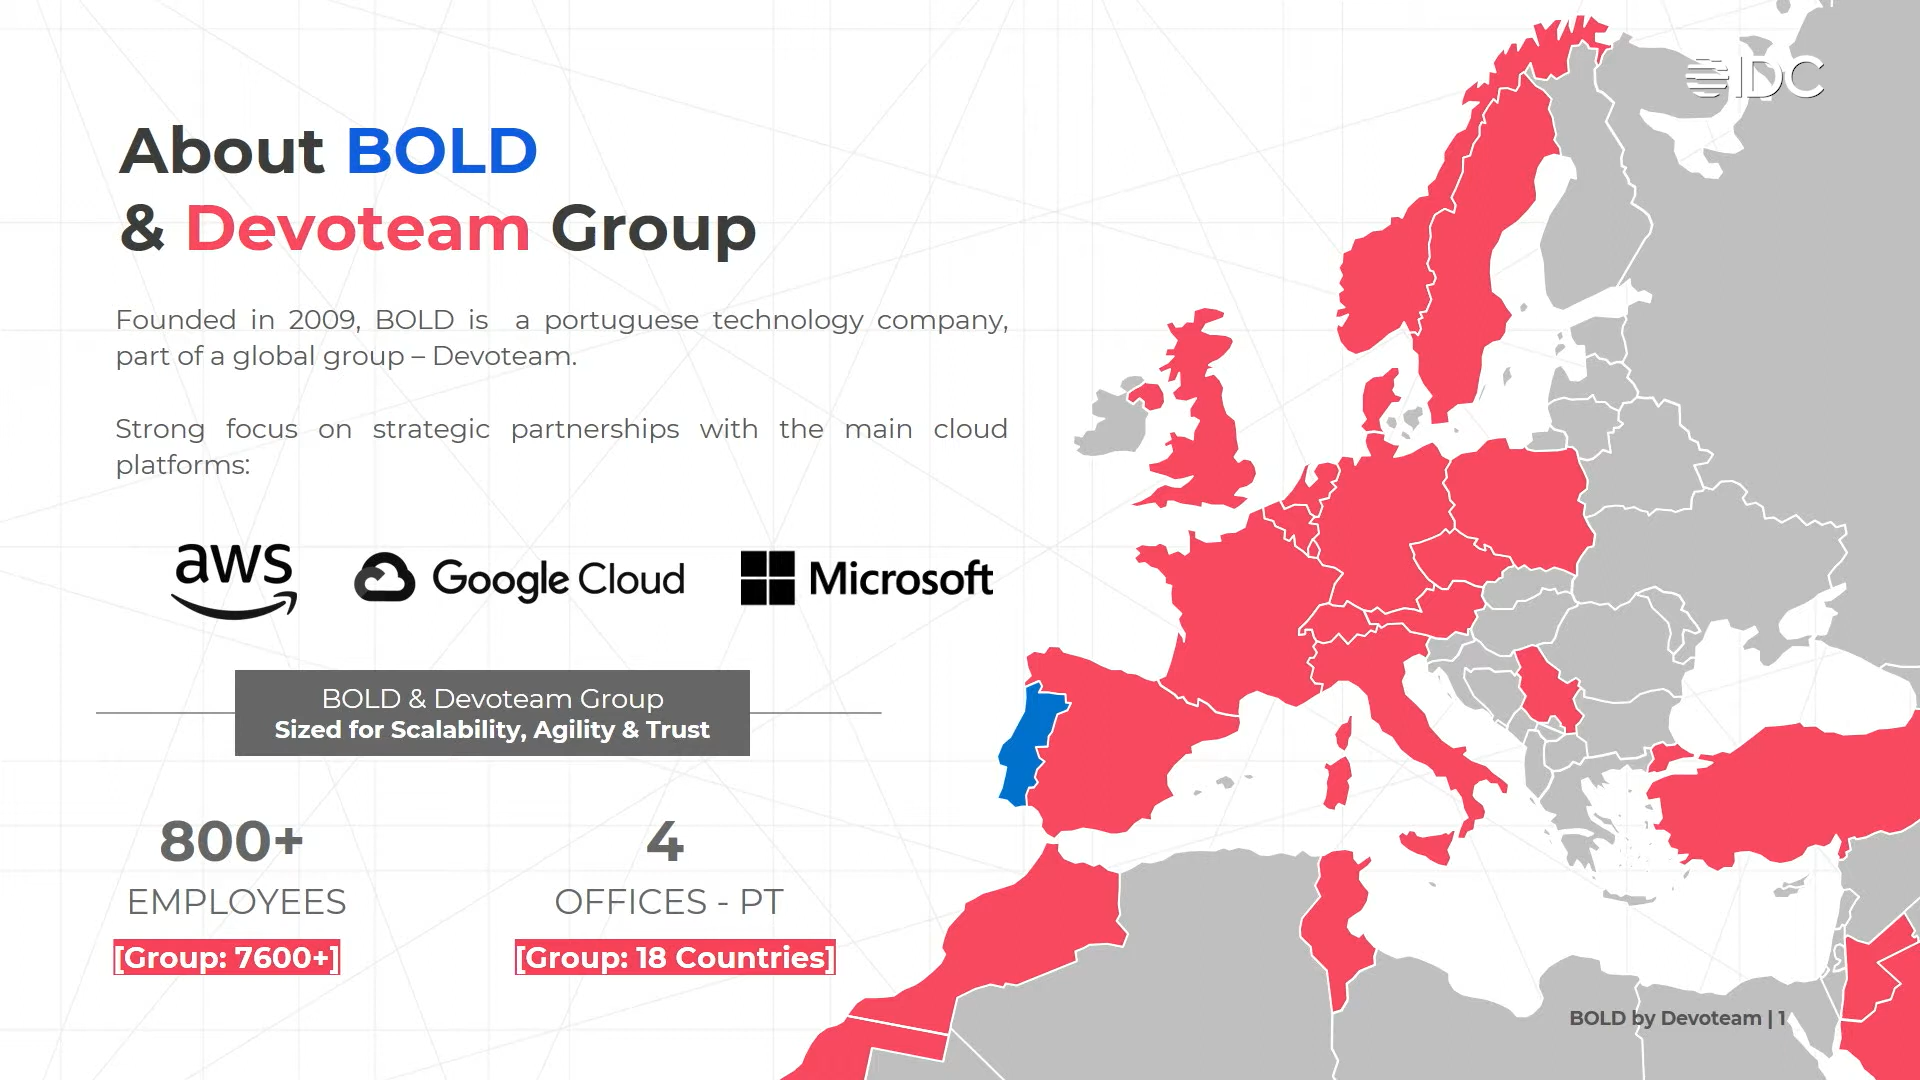 IDC
About BOLD
& Devoteam Group
Founded in 2009, BOLD is a portuguese technology company,
part of a global group – Devoteam.
Strong focus on strategic partnerships with the main cloud
platforms:
aws Google Cloud Microsoft
BOLD & Devoteam Group
Sized for Scalability, Agility & Trust
800+ 4
EMPLOYEES OFFICES - PT
[Group: 7600+] [Group: 18 Countries]
BOLD by Devoteam | 1